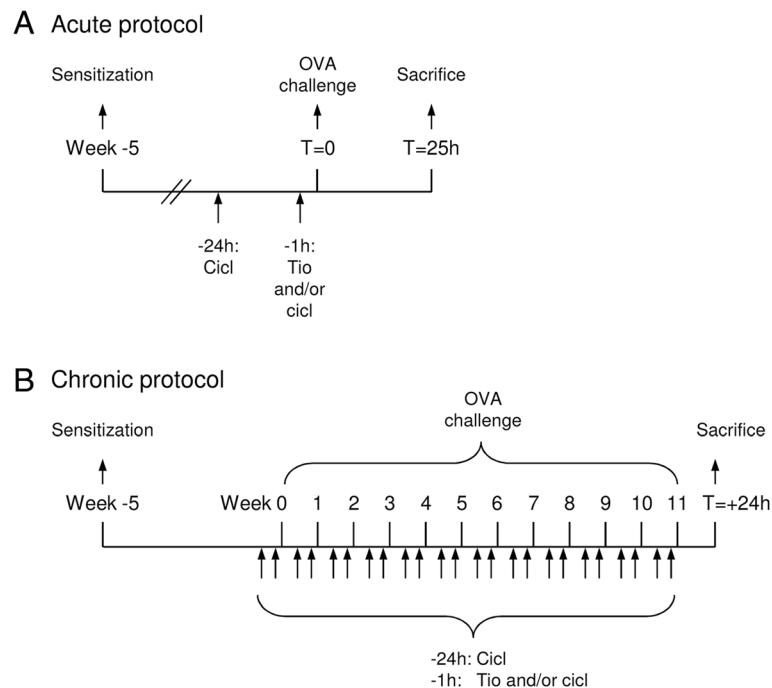 A Acute protocol
Sensitization
OVA
challenge
Sacrifice
Week -5
T=0
T=25h
-24h:
Cicl
-1h:
Tio
and/or
cicl
B Chronic protocol
OVA
challenge
Sensitization
Sacrifice
Week -5
Week 0 1 2 3 4 5 6 7 8 9 10 11
T=+24h
-24h: Cicl
-1h: Tio and/or cicl